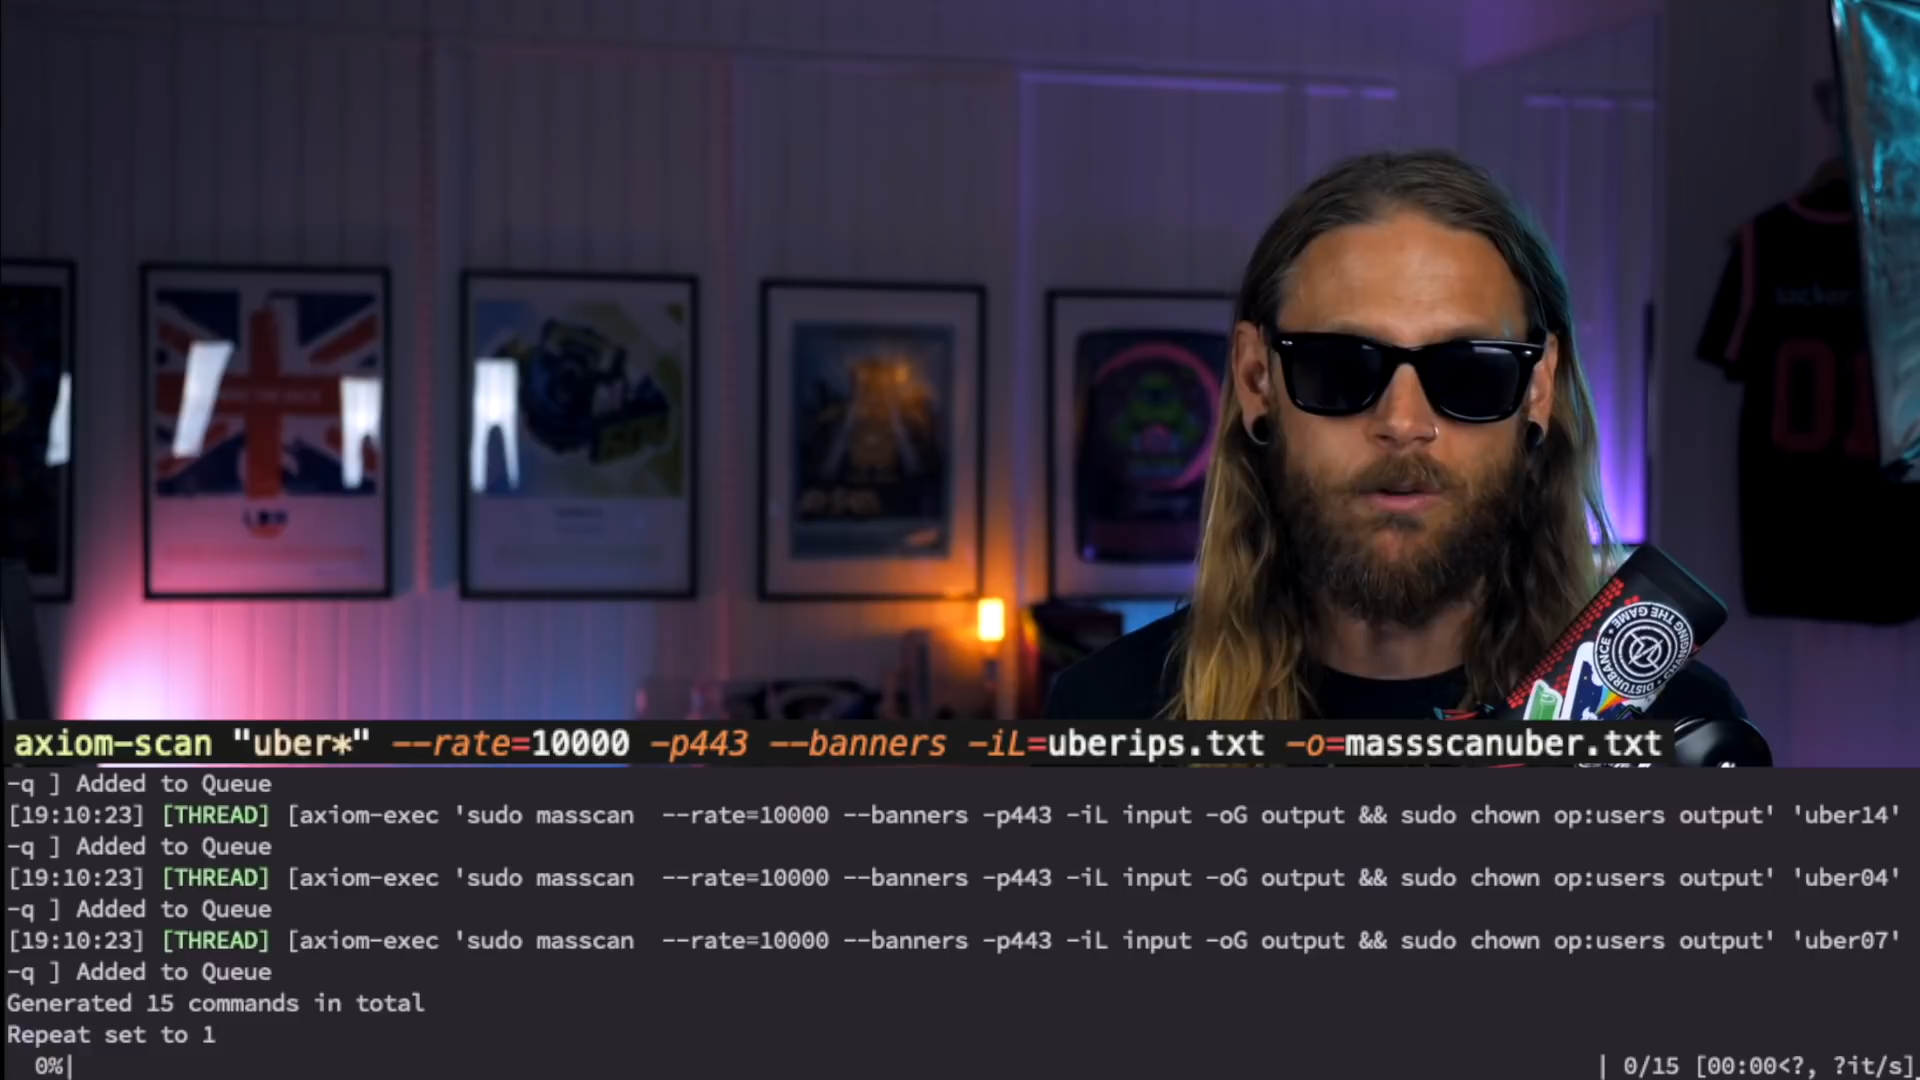 01
DISTURBANCE • CHANGING THE GAME •
axiom-scan "uber*" --rate=10000 -p443 --banners -iL=uberips.txt -o=massscanuber.txt
-q ] Added to Queue
[19:10:23] [THREAD] [axiom-exec 'sudo masscan  --rate=10000 --banners -p443 -iL input -oG output && sudo chown op:users output' 'uber14'
-q ] Added to Queue
[19:10:23] [THREAD] [axiom-exec 'sudo masscan  --rate=10000 --banners -p443 -iL input -oG output && sudo chown op:users output' 'uber04'
-q ] Added to Queue
[19:10:23] [THREAD] [axiom-exec 'sudo masscan  --rate=10000 --banners -p443 -iL input -oG output && sudo chown op:users output' 'uber07'
-q ] Added to Queue
Generated 15 commands in total
Repeat set to 1
0%| | 0/15 [00:00<?, ?it/s]